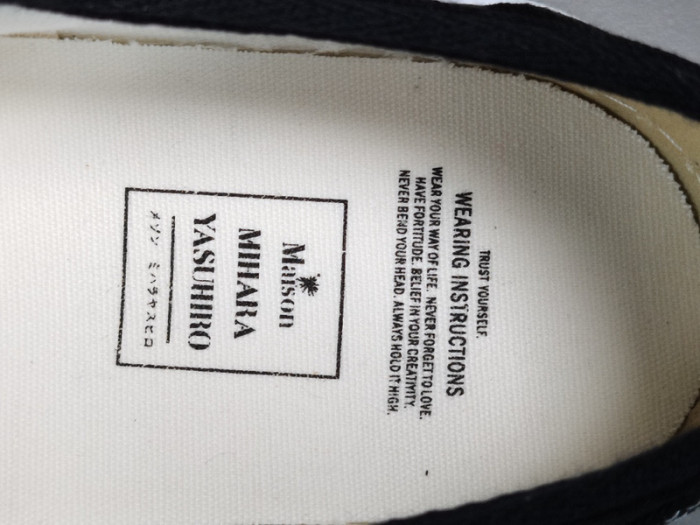 TRUST YOURSELF.
WEARING INSTRUCTIONS
WEAR YOUR WAY OF LIFE. NEVER FORGET TO LOVE.
HAVE FORTITUDE. BELIEF IN YOUR CREATIVITY.
NEVER BEND YOUR HEAD. ALWAYS HOLD IT HIGH.
Maison
MIHARA
YASUHIRO
メゾン ミハラヤスヒロ